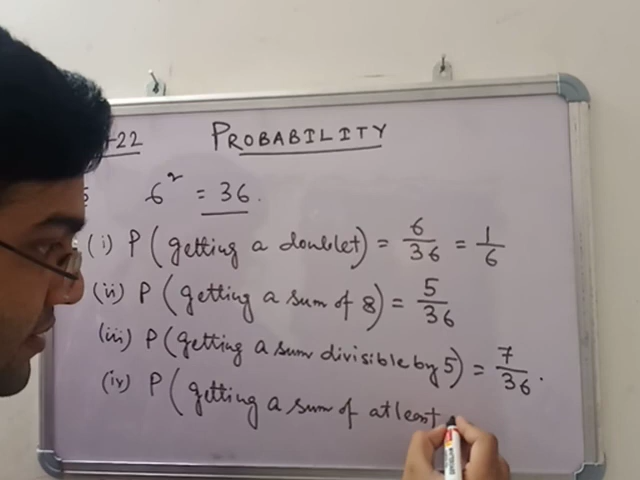 -22 PROBABILITY
6² = 36.
(i) P (getting a doublet) = 6/36 = 1/6
(ii) P (getting a sum of 8) = 5/36
(iii) P (getting a sum divisible by 5) = 7/36.
(iv) P (getting a sum of atleast